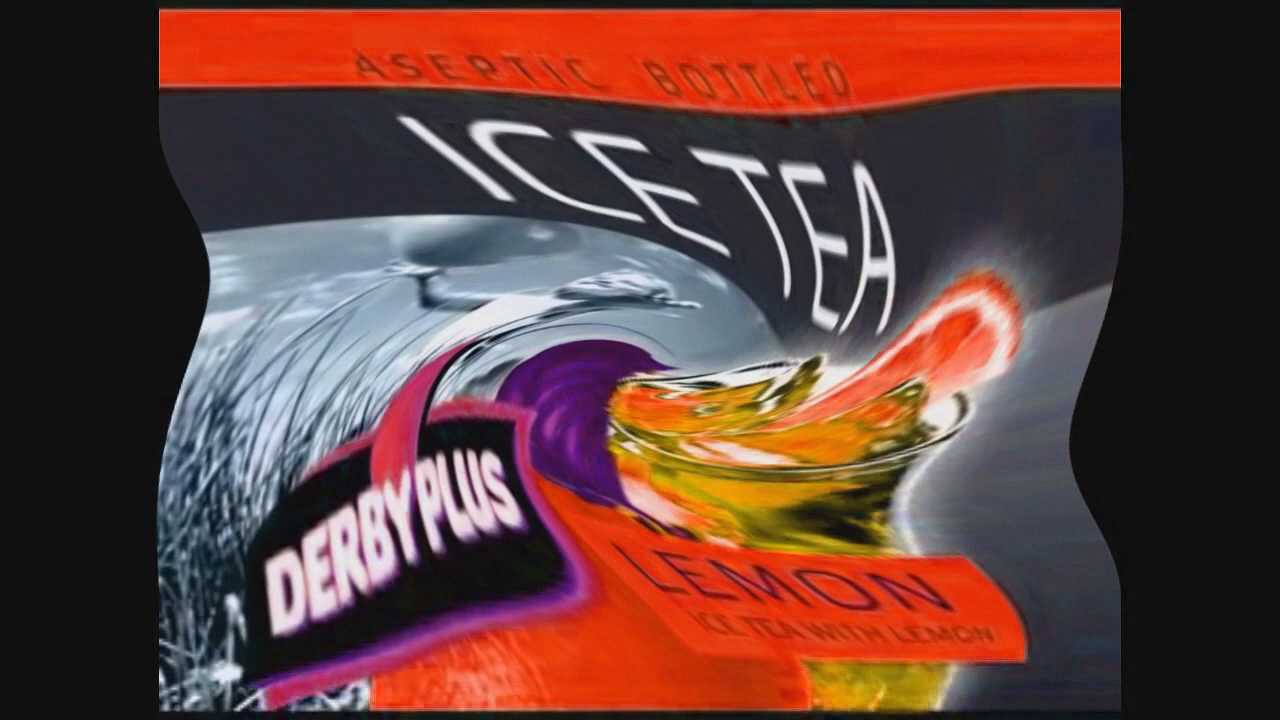 ASEPTIC BOTTLED
ICE TEA
DERBY PLUS
LEMON
ICE TEA WITH LEMON